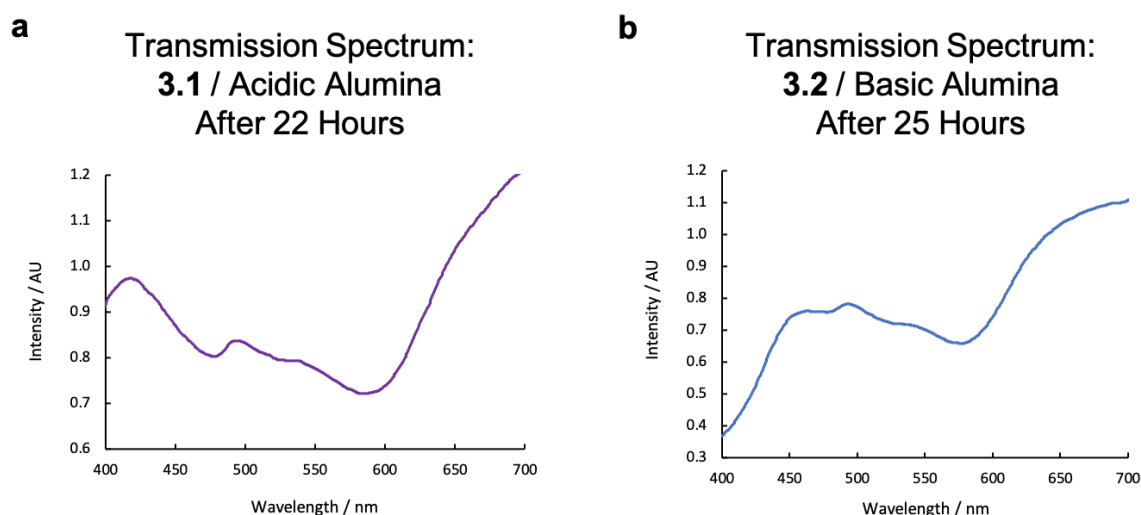 a
Transmission Spectrum:
3.1 / Acidic Alumina
After 22 Hours
1.2
1.1
1.0
0.9
0.8
0.7
0.6
Intensity / AU
400 450 500 550 600 650 700
Wavelength / nm
b
Transmission Spectrum:
3.2 / Basic Alumina
After 25 Hours
1.2
1.1
1.0
0.9
0.8
0.7
0.6
0.5
0.4
0.3
Intensity / AU
400 450 500 550 600 650 700
Wavelength / nm